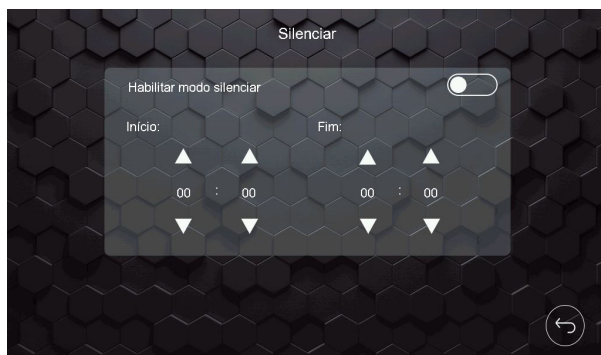 Silenciar
Habilitar modo silenciar
Início: Fim:
00 : 00 00 : 00